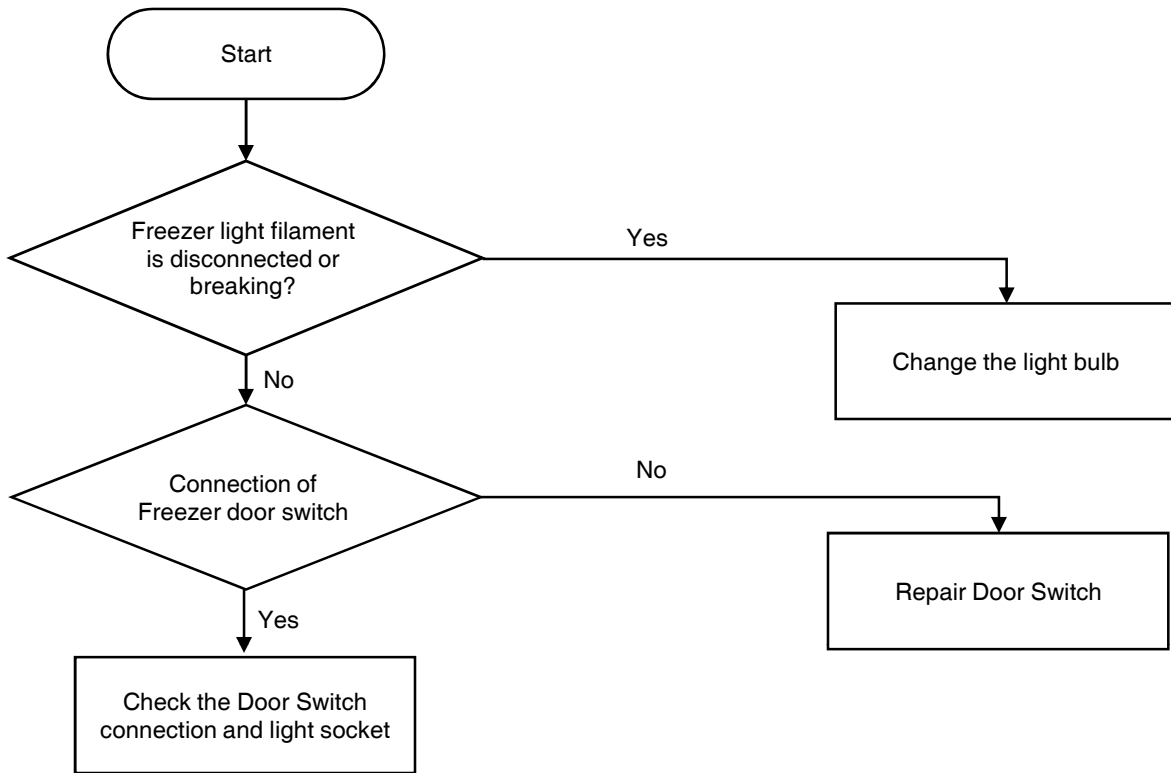 Start
Freezer light filament
is disconnected or
breaking?
Yes
Change the light bulb
No
Connection of
Freezer door switch
No
Repair Door Switch
Yes
Check the Door Switch
connection and light socket